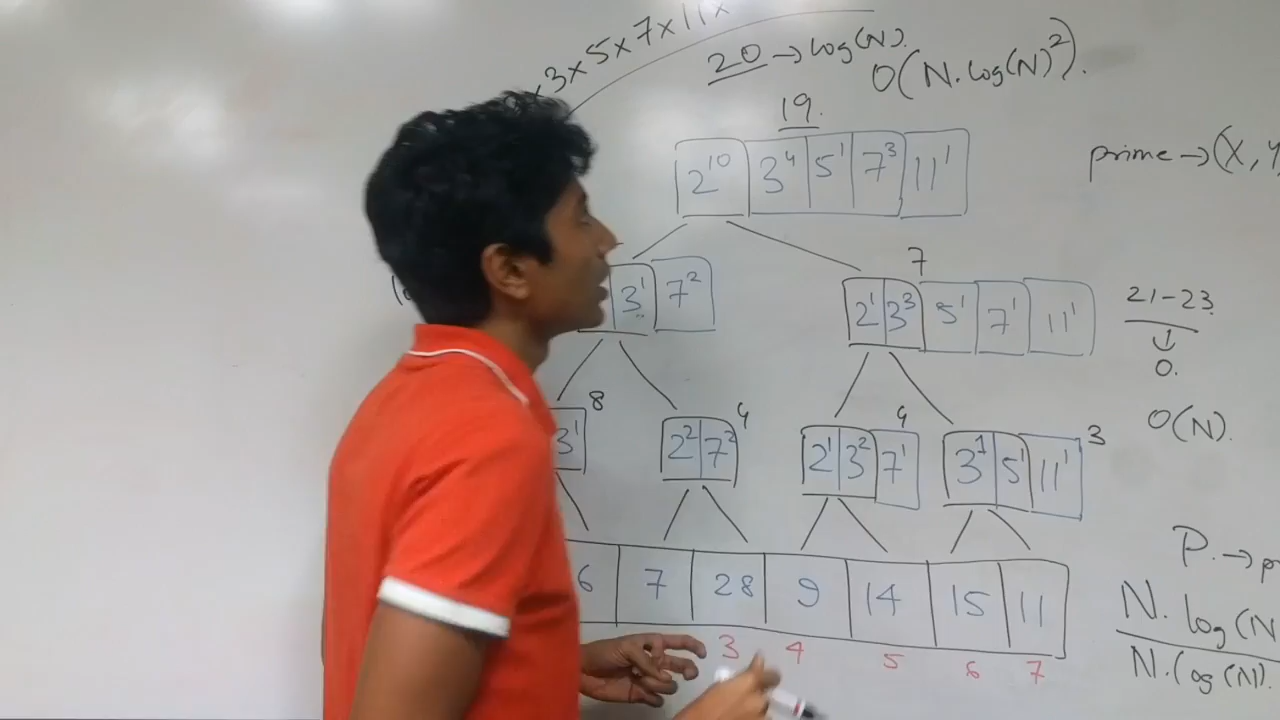 3×5×7×11×
20→log(N).
O(N.log(N)²).
19.
2¹⁰ 3⁴ 5¹ 7³ 11¹
prime→(X,
3¹ 7²
7
2¹ 3³ 5¹ 7¹ 11¹
21-23
↓
0.
O(N).
3¹ 8
2² 7² 4
2¹ 3² 7¹ 4
3¹ 5¹ 11¹ 3
6 7 28 9 14 15 11
3 4 5 6 7
P.→p
N.log(N
N.log(N).